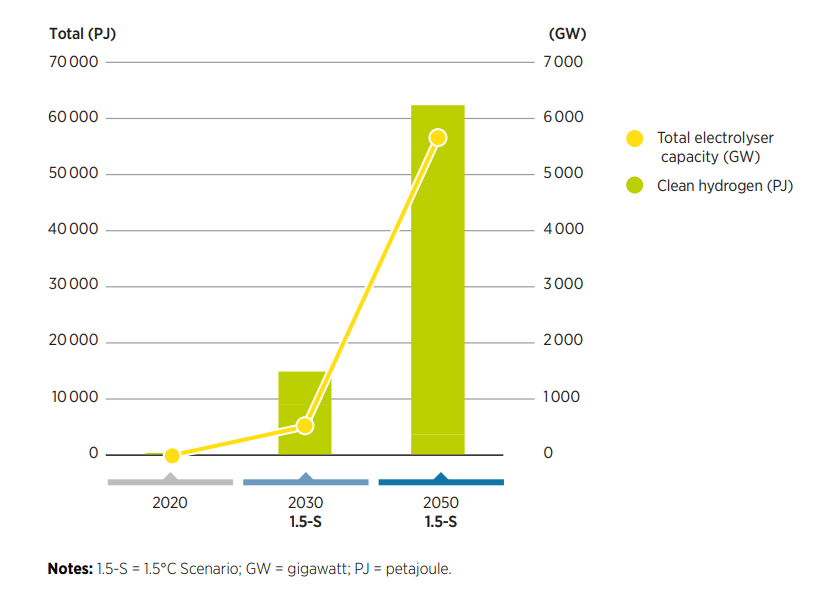 Total (PJ) (GW)
70 000 7 000
60 000 6 000
50 000 5 000
40 000 4 000
30 000 3 000
20 000 2 000
10 000 1 000
0 0
Total electrolyser
capacity (GW)
Clean hydrogen (PJ)
2020 2030 2050
1.5-S 1.5-S
Notes: 1.5-S = 1.5°C Scenario; GW = gigawatt; PJ = petajoule.